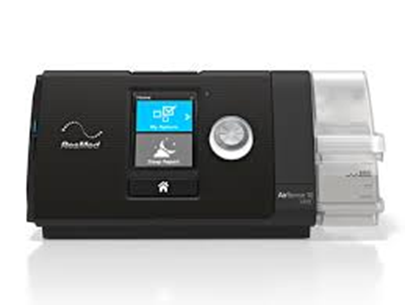 Home
My Options
Sleep Report
ResMed
AirSense 10